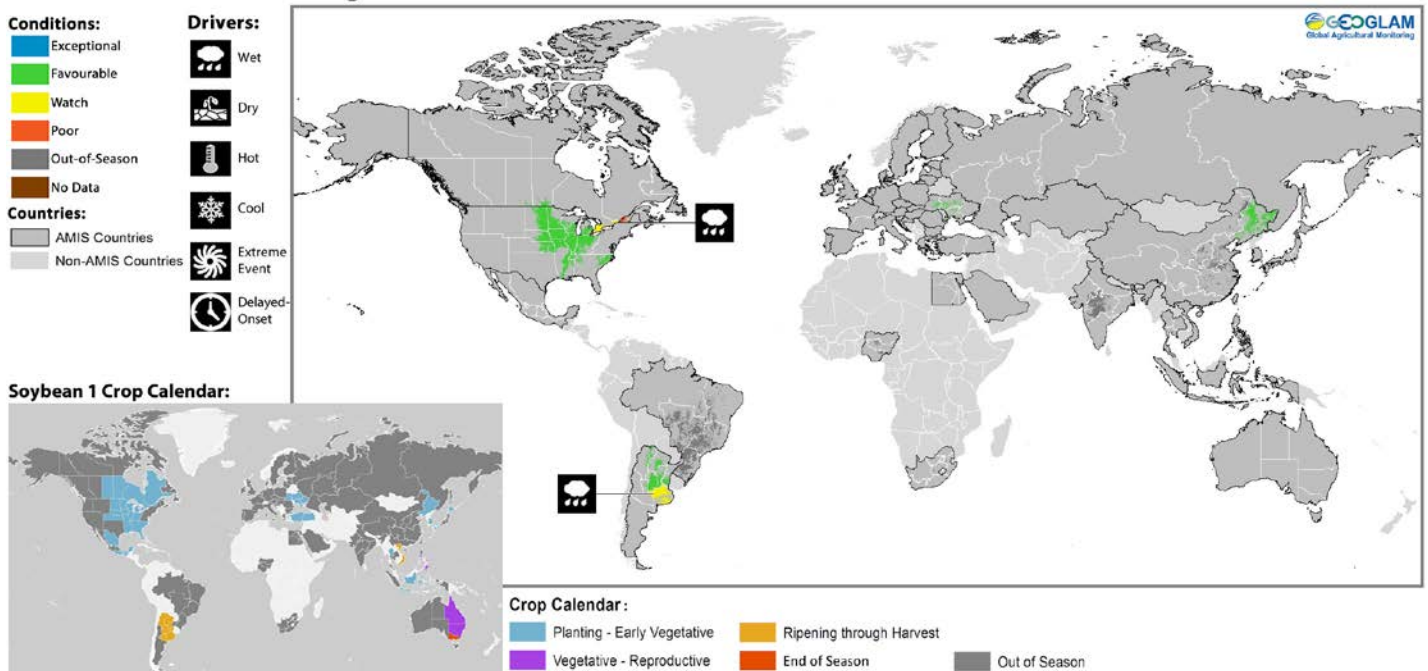 Conditions:
Exceptional
Favourable
Watch
Poor
Out-of-Season
No Data
Countries:
AMIS Countries
Non-AMIS Countries
Drivers:
Wet
Dry
Hot
Cool
Extreme
Event
Delayed-
Onset
GEOGLAM
Global Agricultural Monitoring
Soybean 1 Crop Calendar:
Crop Calendar :
Planting - Early Vegetative
Ripening through Harvest
Vegetative - Reproductive
End of Season
Out of Season